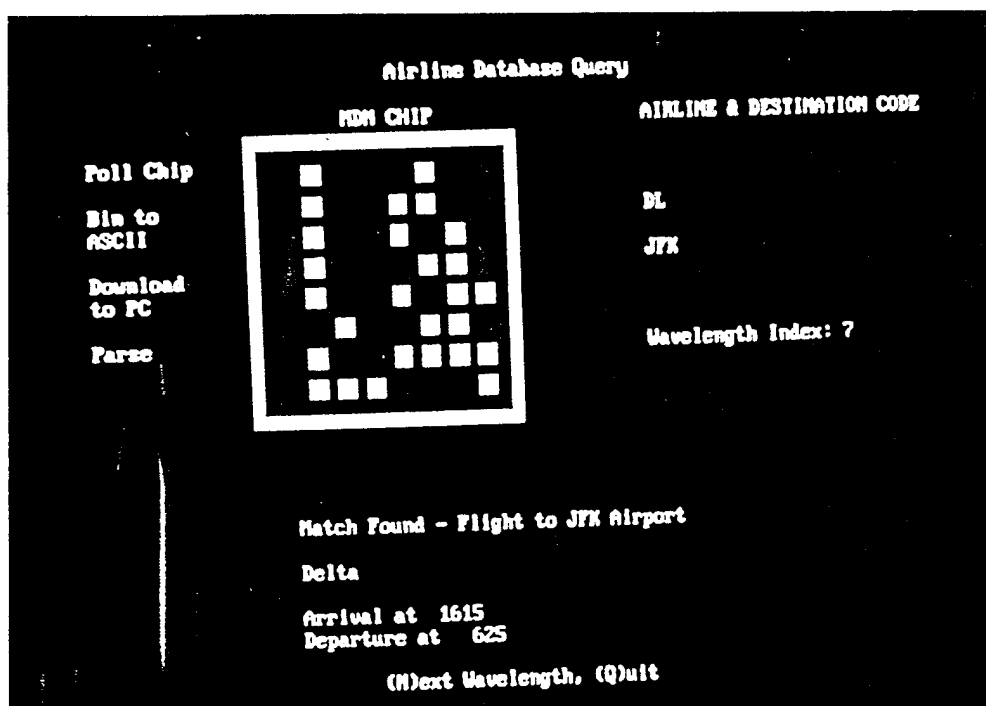 Airline Database Query
MDM CHIP
AIRLINE & DESTINATION CODE
Poll Chip
Bin to
ASCII
Download
to PC
Parse
DL
JFK
Wavelength Index: 7
Match Found - Flight to JFK Airport
Delta
Arrival at 1615
Departure at 625
(N)ext Wavelength, (Q)uit